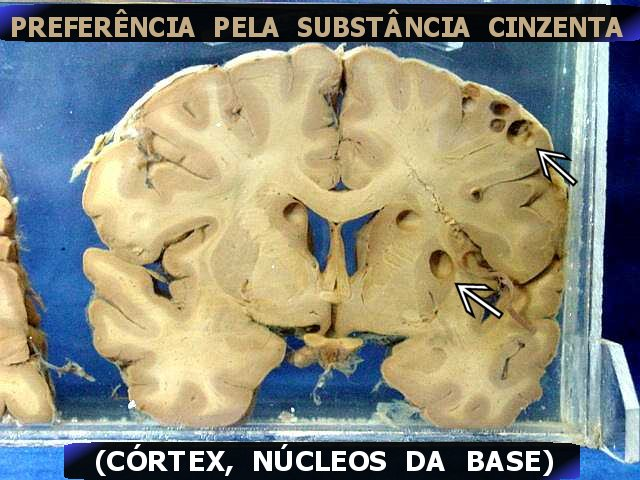 PREFERÊNCIA PELA SUBSTÂNCIA CINZENTA
(CÓRTEX, NÚCLEOS DA BASE)